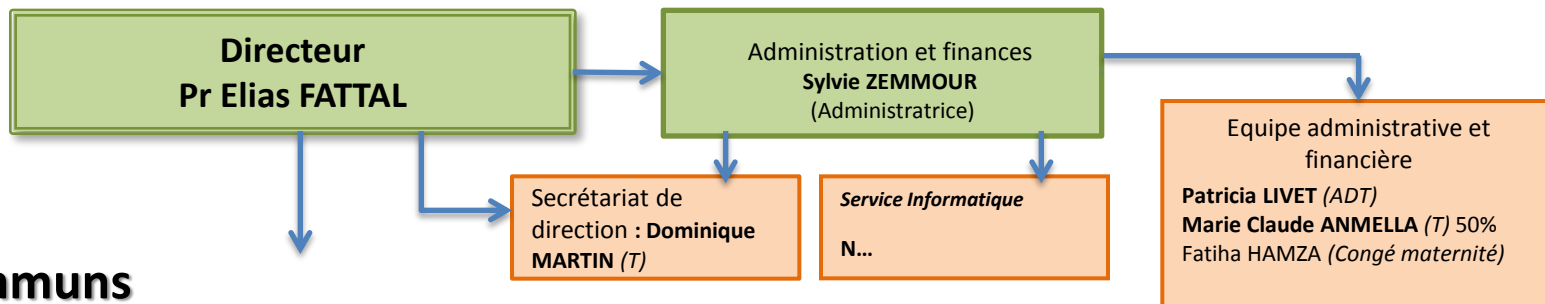 Directeur
Pr Elias FATTAL
Administration et finances
Sylvie ZEMMOUR
(Administratrice)
Equipe administrative et
financière
Patricia LIVET (ADT)
Marie Claude ANMELLA (T) 50%
Fatiha HAMZA (Congé maternité)
Secrétariat de
direction : Dominique
MARTIN (T)
Service Informatique
N...